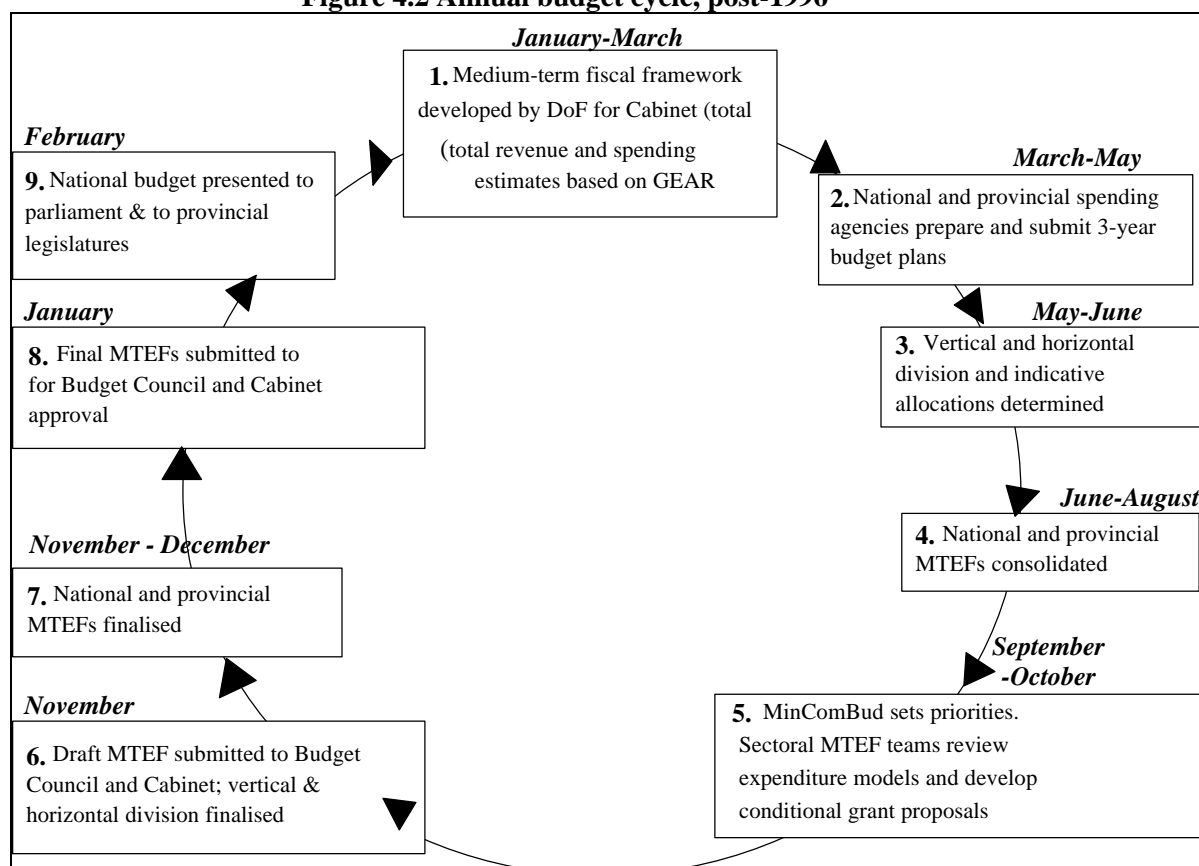 Figure 4.2 Annual budget cycle, post-1996
January-March
1. Medium-term fiscal framework
developed by DoF for Cabinet (total
(total revenue and spending
estimates based on GEAR
March-May
2. National and provincial spending
agencies prepare and submit 3-year
budget plans
May-June
3. Vertical and horizontal
division and indicative
allocations determined
June-August
4. National and provincial
MTEFs consolidated
September
-October
5. MinComBud sets priorities.
Sectoral MTEF teams review
expenditure models and develop
conditional grant proposals
November
6. Draft MTEF submitted to Budget
Council and Cabinet; vertical &
horizontal division finalised
November - December
7. National and provincial
MTEFs finalised
January
8. Final MTEFs submitted to
for Budget Council and Cabinet
approval
February
9. National budget presented to
parliament & to provincial
legislatures